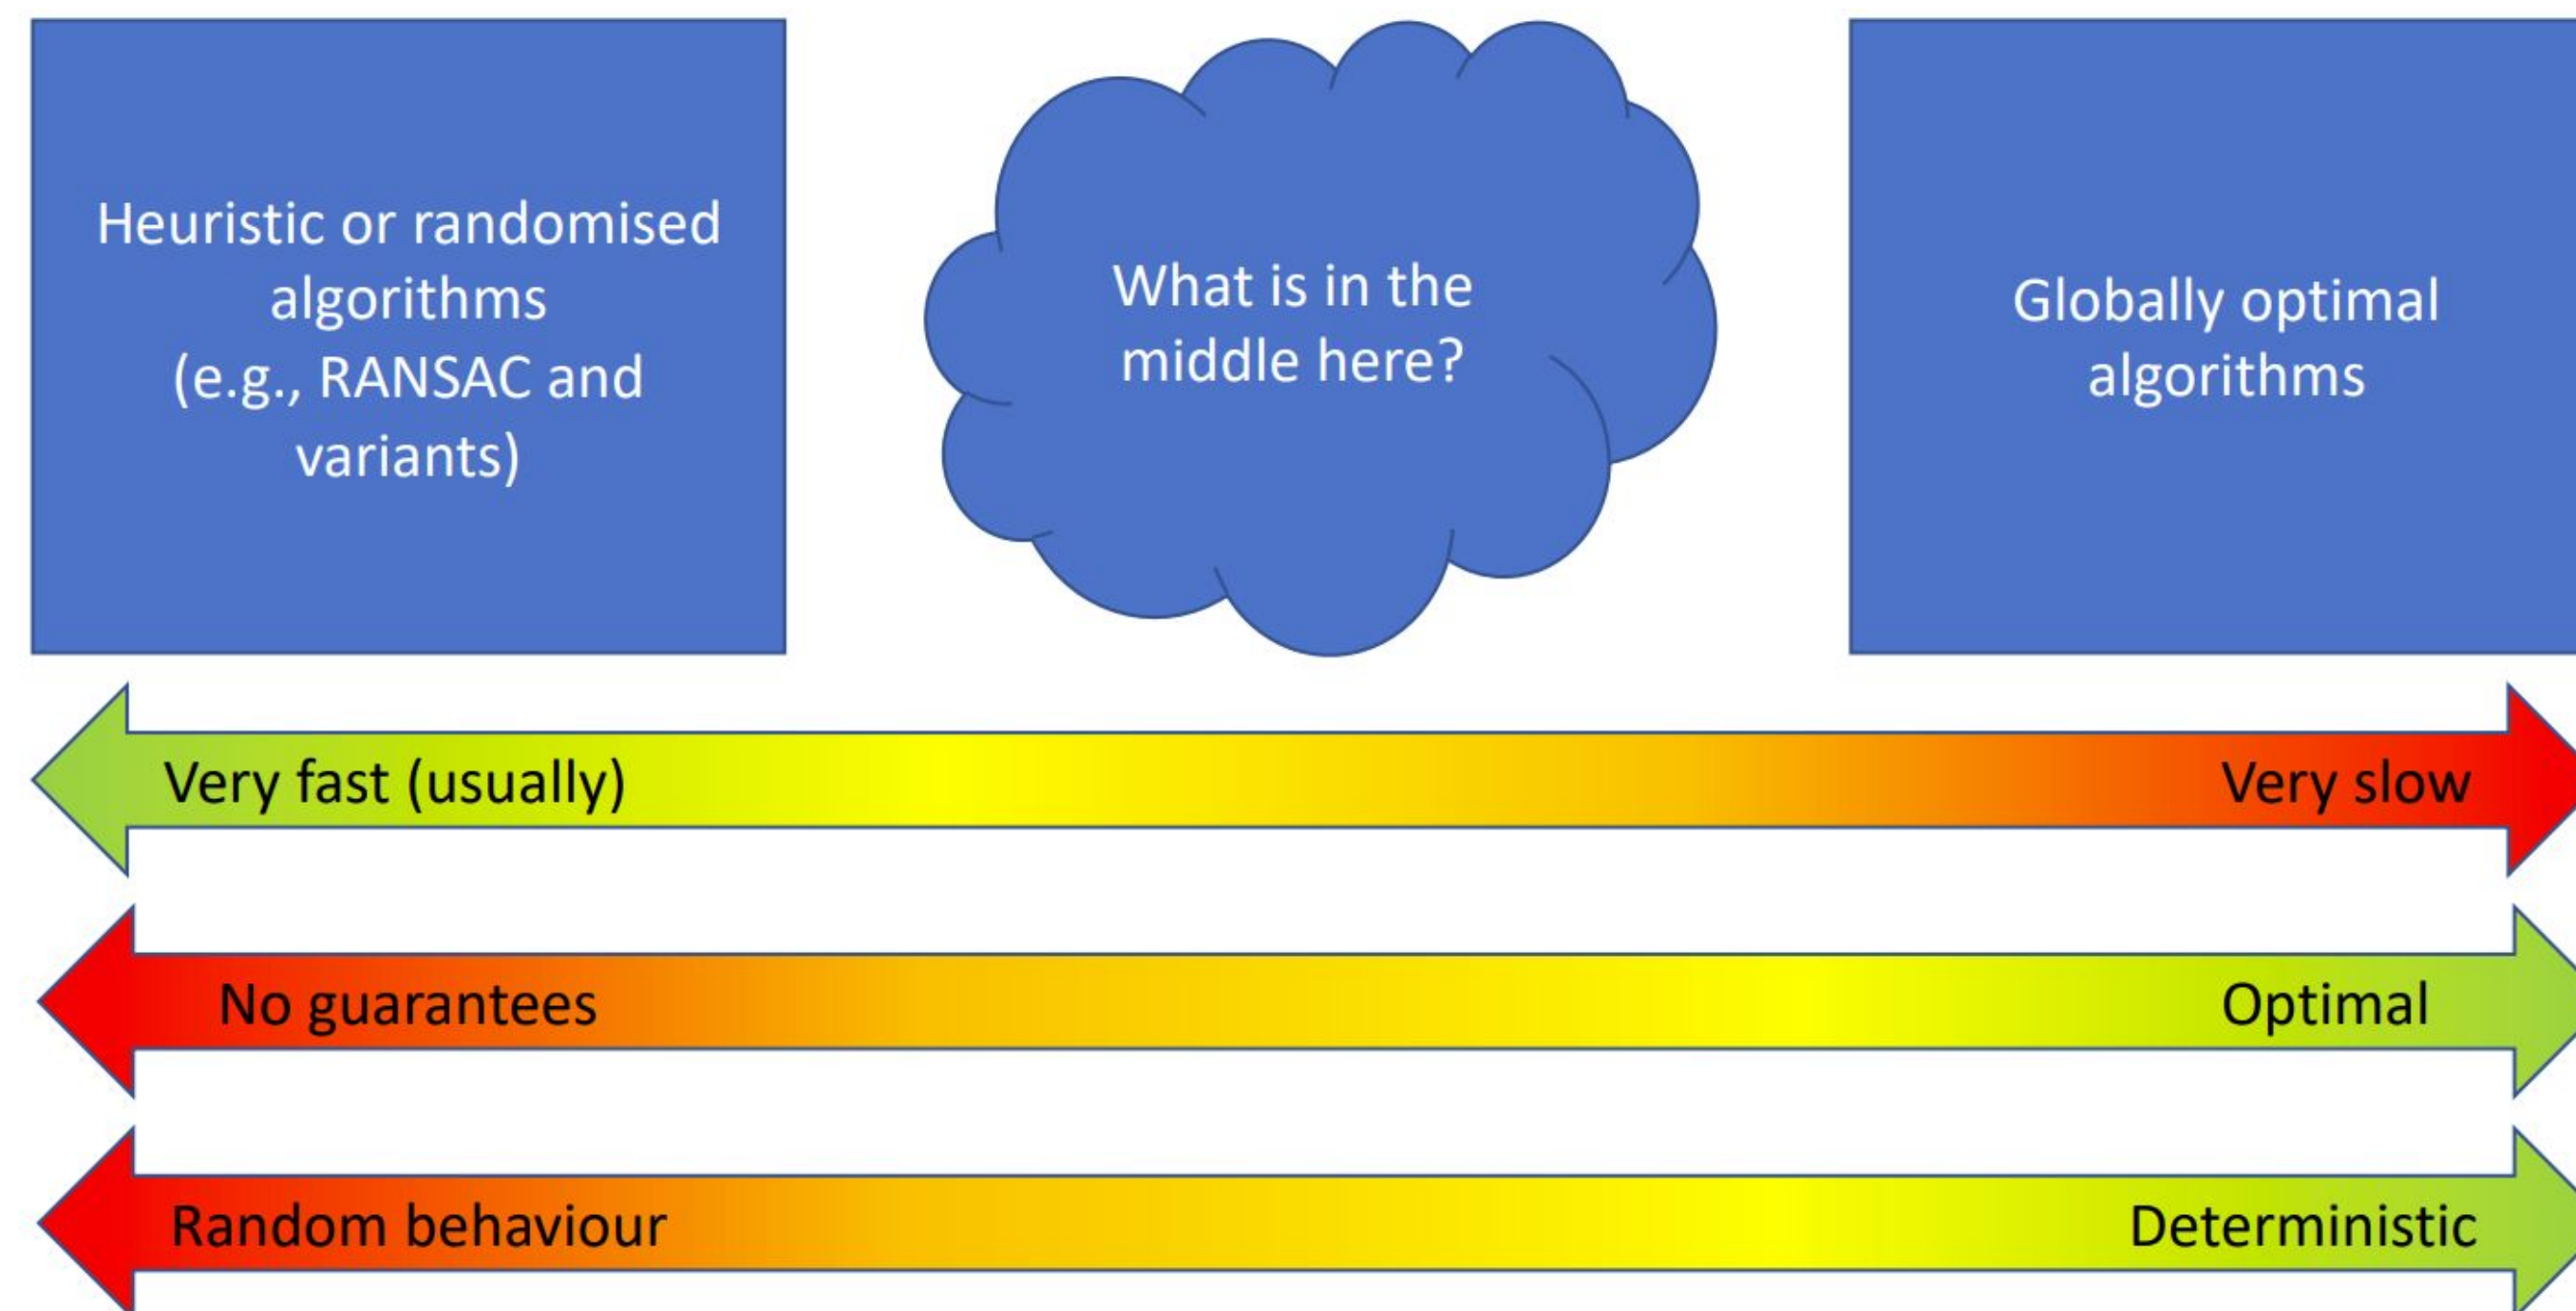 Heuristic or randomised
algorithms
(e.g., RANSAC and
variants)
What is in the
middle here?
Globally optimal
algorithms
Very fast (usually)
Very slow
No guarantees
Optimal
Random behaviour
Deterministic